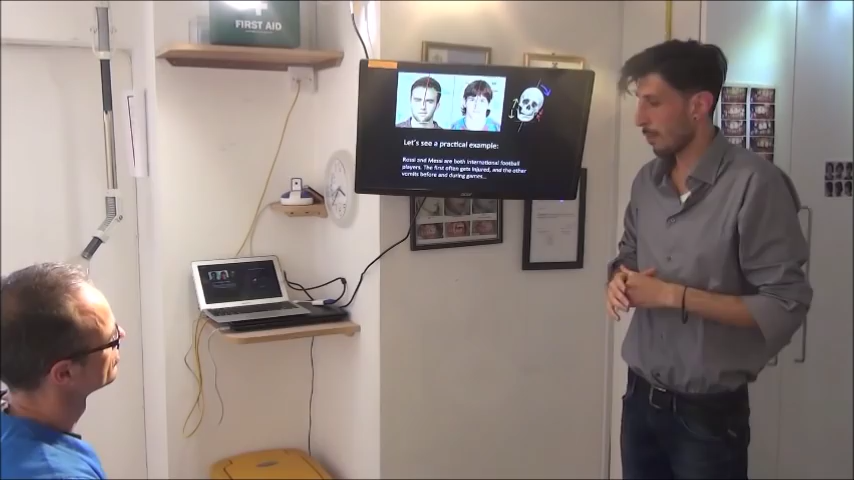 FIRST AID
Let's see a practical example:
Rossi and Messi are both international football
players. The first often gets injured, and the other
vomits before and during games...